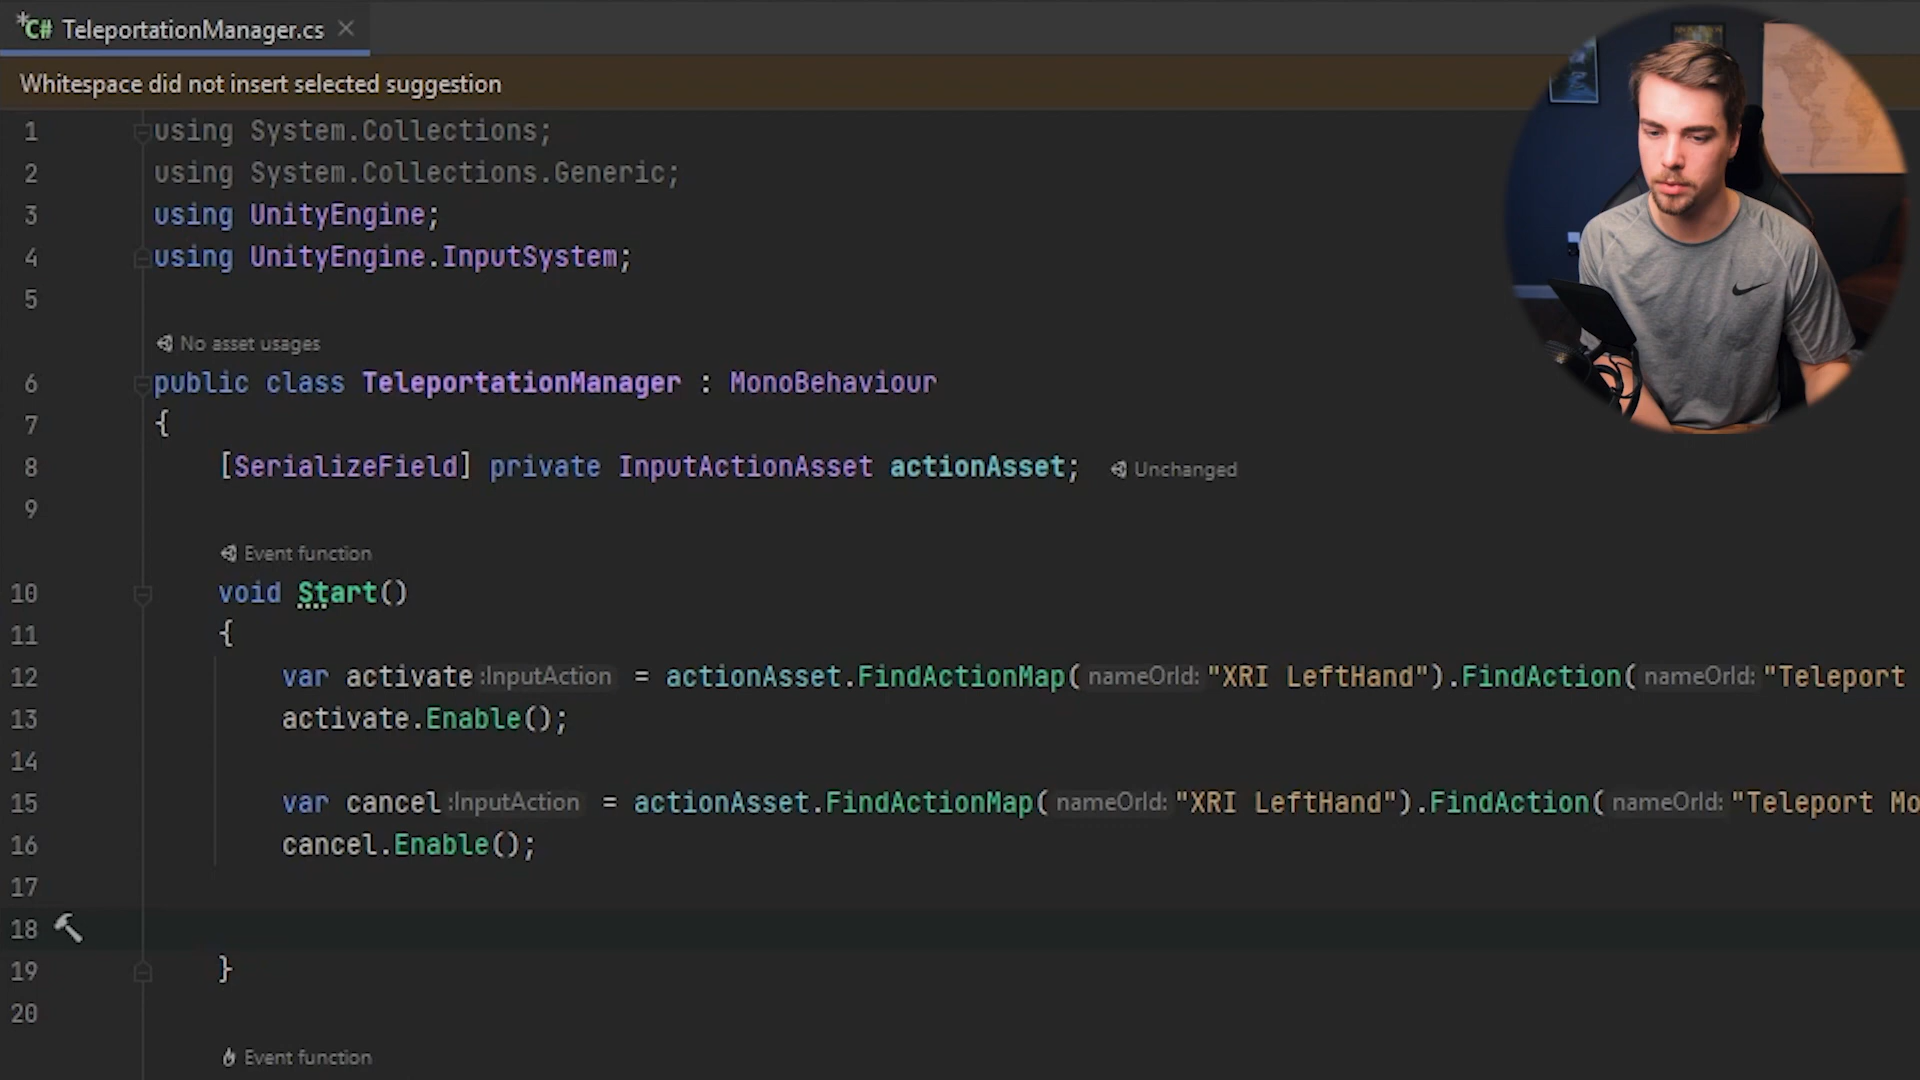 *C# TeleportationManager.cs ×
Whitespace did not insert selected suggestion
1 using System.Collections;
2 using System.Collections.Generic;
3 using UnityEngine;
4 using UnityEngine.InputSystem;
5
No asset usages
6 public class TeleportationManager : MonoBehaviour
7 {
8 [SerializeField] private InputActionAsset actionAsset; Unchanged
9
Event function
10 void Start()
11 {
12 var activate :InputAction = actionAsset.FindActionMap( nameOrId: "XRI LeftHand").FindAction( nameOrId: "Teleport
13 activate.Enable();
14
15 var cancel :InputAction = actionAsset.FindActionMap( nameOrId: "XRI LeftHand").FindAction( nameOrId: "Teleport Mo
16 cancel.Enable();
17
18
19 }
20
Event function